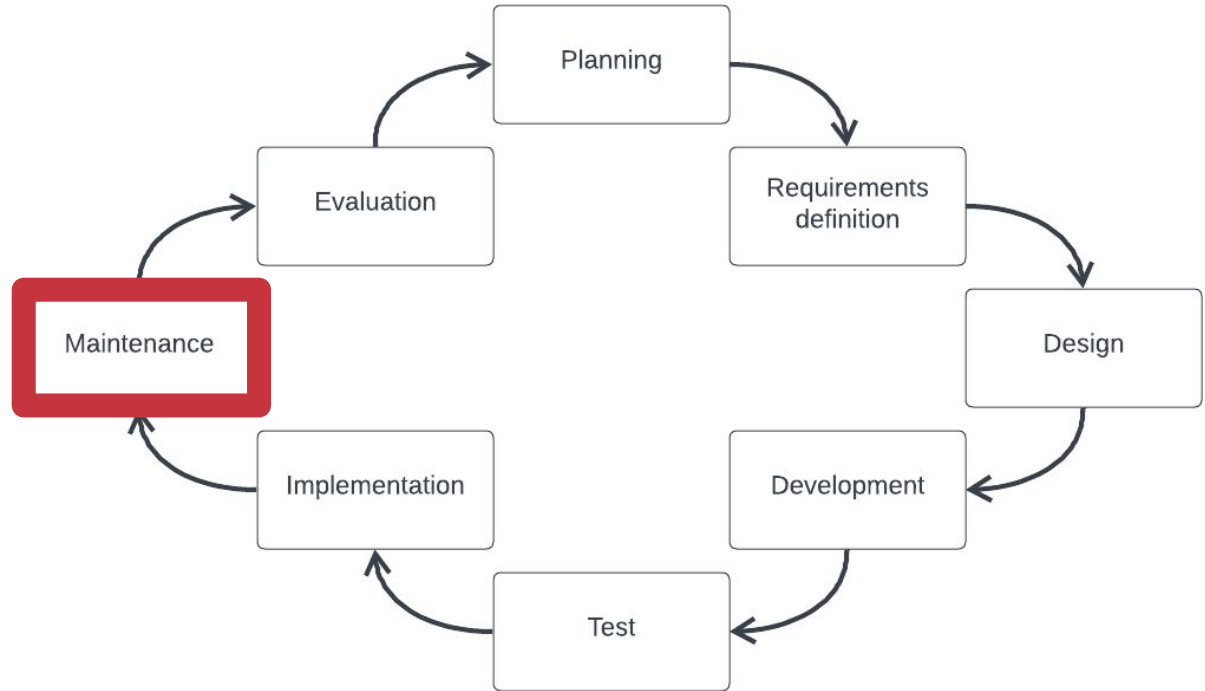 Planning
Requirements
definition
Design
Development
Test
Implementation
Maintenance
Evaluation